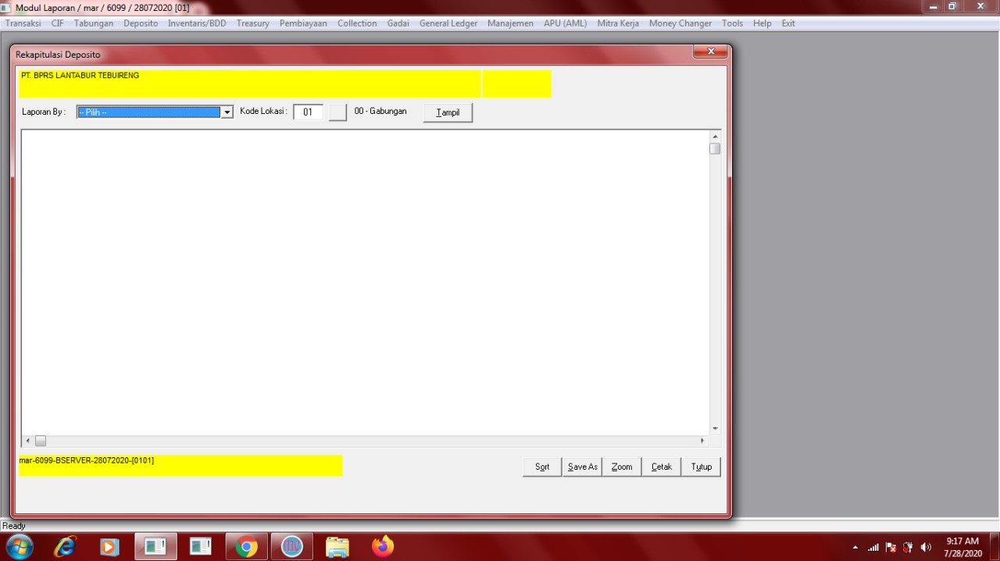 Modul Laporan / mar / 6099 / 28072020 [01]
Transaksi CIF Tabungan Deposito Inventaris/BDD Treasury Pembiayaan Collection Gadai General Ledger Manajemen APU (AML) Mitra Kerja Money Changer Tools Help Exit
Rekapitulasi Deposito
PT. BPRS LANTABUR TEBUIRENG
Laporan By : -- Pilih -- Kode Lokasi : 01 00 - Gabungan Tampil
mar-6099-BSERVER-28072020-[0101]
Sort Save As Zoom Cetak Tutup
Ready
9:17 AM
7/28/2020